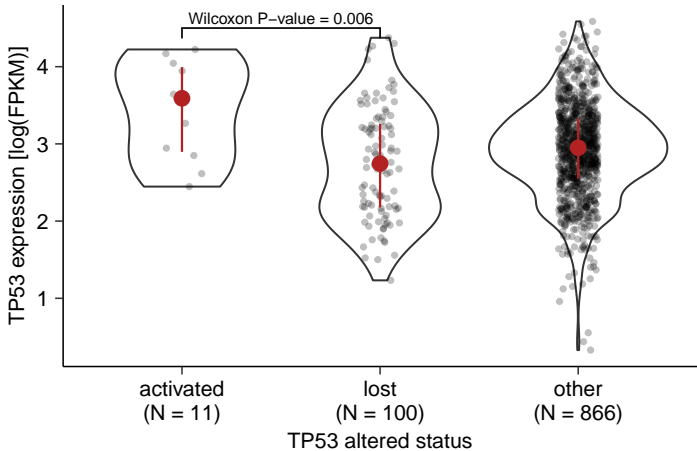 Wilcoxon P−value = 0.006
TP53 expression [log(FPKM)]
4
3
2
1
activated
(N = 11)
lost
(N = 100)
other
(N = 866)
TP53 altered status